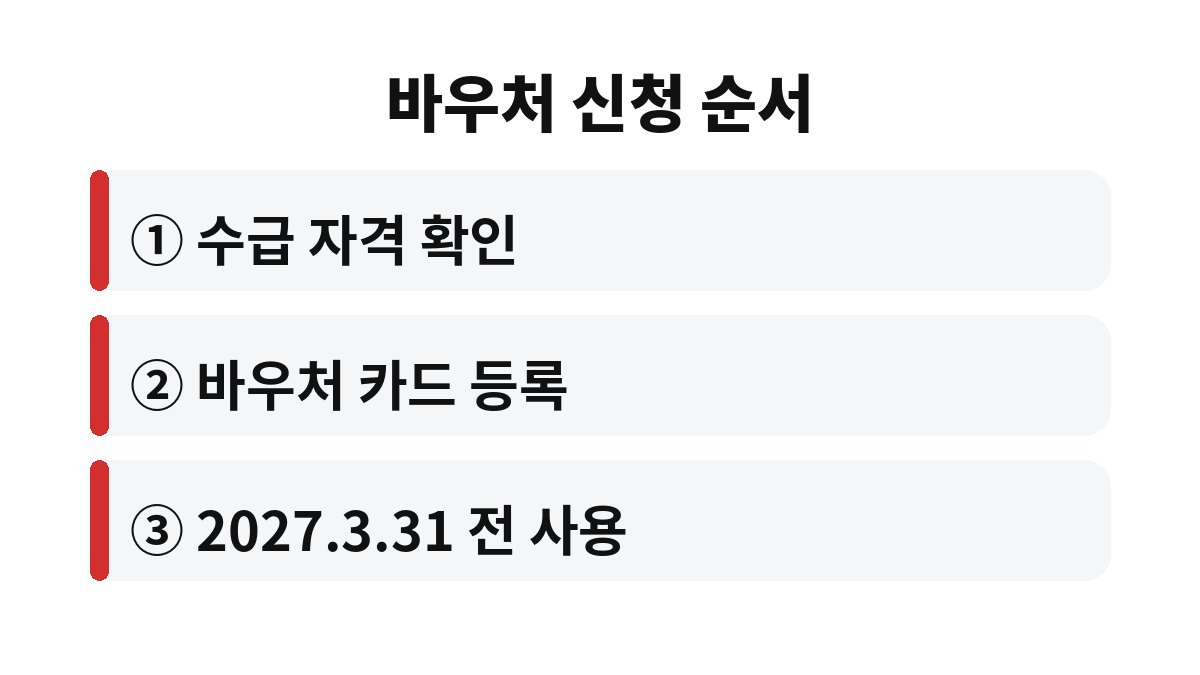 바우처 신청 순서
① 수급 자격 확인
② 바우처 카드 등록
③ 2027.3.31 전 사용